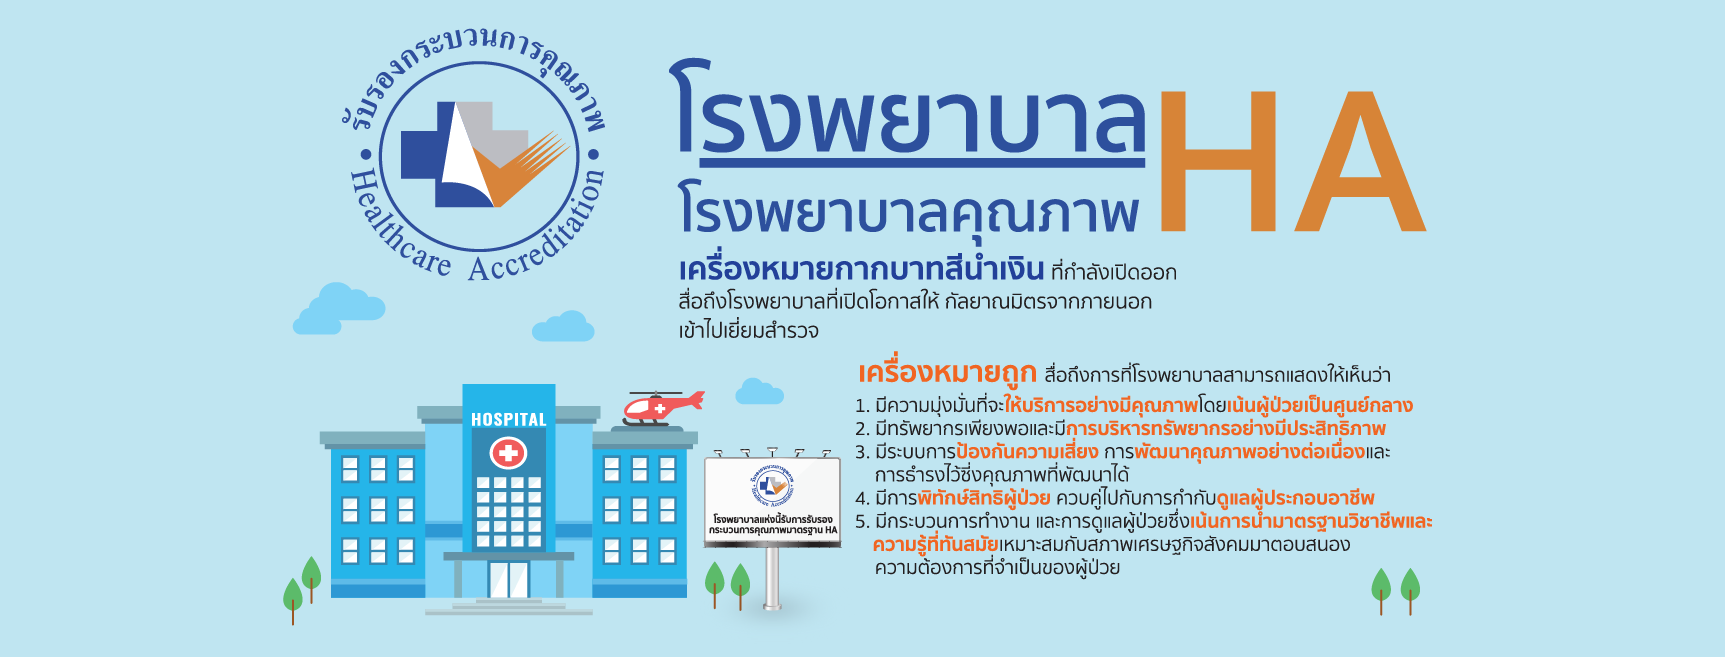 รับรองกระบวนการคุณภาพ
Healthcare Accreditation
โรงพยาบาล HA
โรงพยาบาลคุณภาพ
เครื่องหมายกากบาทสีน้ำเงิน ที่กำลังเปิดออก
สื่อถึงโรงพยาบาลที่เปิดโอกาสให้ กัลยาณมิตรจากภายนอก
เข้าไปเยี่ยมสำรวจ
เครื่องหมายถูก สื่อถึงการที่โรงพยาบาลสามารถแสดงให้เห็นว่า
1. มีความมุ่งมั่นที่จะให้บริการอย่างมีคุณภาพโดยเน้นผู้ป่วยเป็นศูนย์กลาง
2. มีทรัพยากรเพียงพอและมีการบริหารทรัพยากรอย่างมีประสิทธิภาพ
3. มีระบบการป้องกันความเสี่ยง การพัฒนาคุณภาพอย่างต่อเนื่องและ
การธำรงไว้ซึ่งคุณภาพที่พัฒนาได้
4. มีการพิทักษ์สิทธิผู้ป่วย ควบคู่ไปกับการกำกับดูแลผู้ประกอบอาชีพ
5. มีกระบวนการทำงาน และการดูแลผู้ป่วยซึ่งเน้นการนำมาตรฐานวิชาชีพและ
ความรู้ที่ทันสมัยเหมาะสมกับสภาพเศรษฐกิจสังคมมาตอบสนอง
ความต้องการที่จำเป็นของผู้ป่วย
HOSPITAL
รับรองกระบวนการคุณภาพ
Healthcare Accreditation
โรงพยาบาลแห่งนี้รับการรับรอง
กระบวนการคุณภาพมาตรฐาน HA